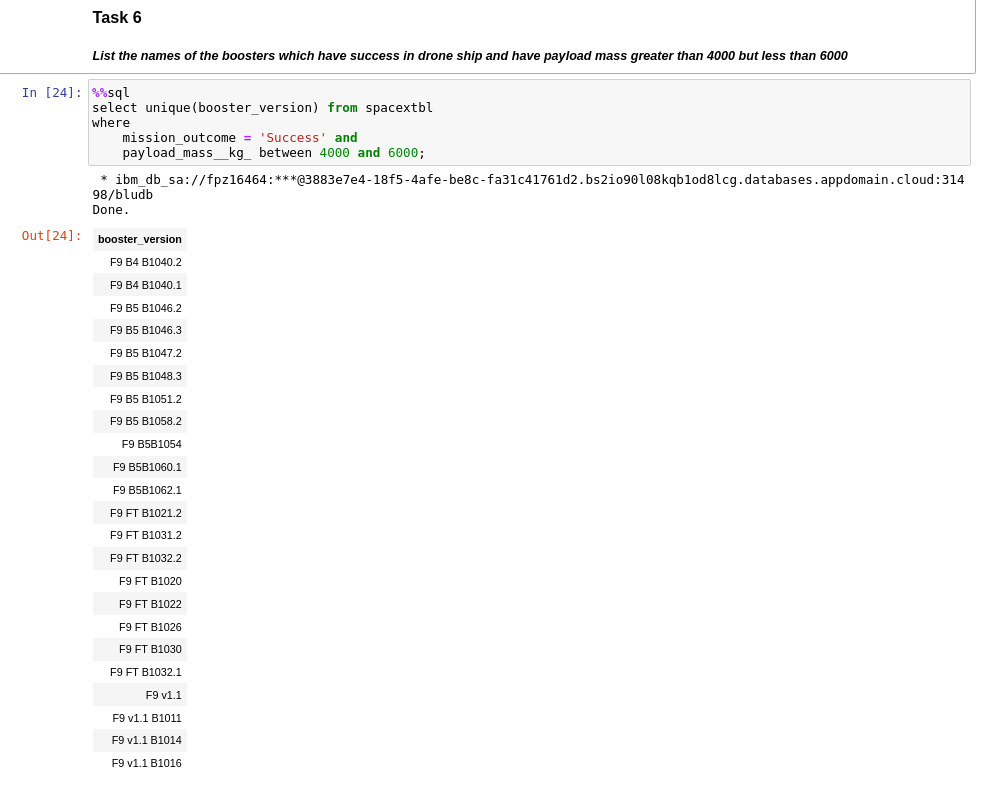 Task 6
List the names of the boosters which have success in drone ship and have payload mass greater than 4000 but less than 6000
In [24]:
%%sql
select unique(booster_version) from spacextbl
where
    mission_outcome = 'Success' and
    payload_mass__kg_ between 4000 and 6000;
 * ibm_db_sa://fpz16464:***@3883e7e4-18f5-4afe-be8c-fa31c41761d2.bs2io90l08kqb1od8lcg.databases.appdomain.cloud:314
98/bludb
Done.
Out[24]:
booster_version
F9 B4 B1040.2
F9 B4 B1040.1
F9 B5 B1046.2
F9 B5 B1046.3
F9 B5 B1047.2
F9 B5 B1048.3
F9 B5 B1051.2
F9 B5 B1058.2
F9 B5B1054
F9 B5B1060.1
F9 B5B1062.1
F9 FT B1021.2
F9 FT B1031.2
F9 FT B1032.2
F9 FT B1020
F9 FT B1022
F9 FT B1026
F9 FT B1030
F9 FT B1032.1
F9 v1.1
F9 v1.1 B1011
F9 v1.1 B1014
F9 v1.1 B1016